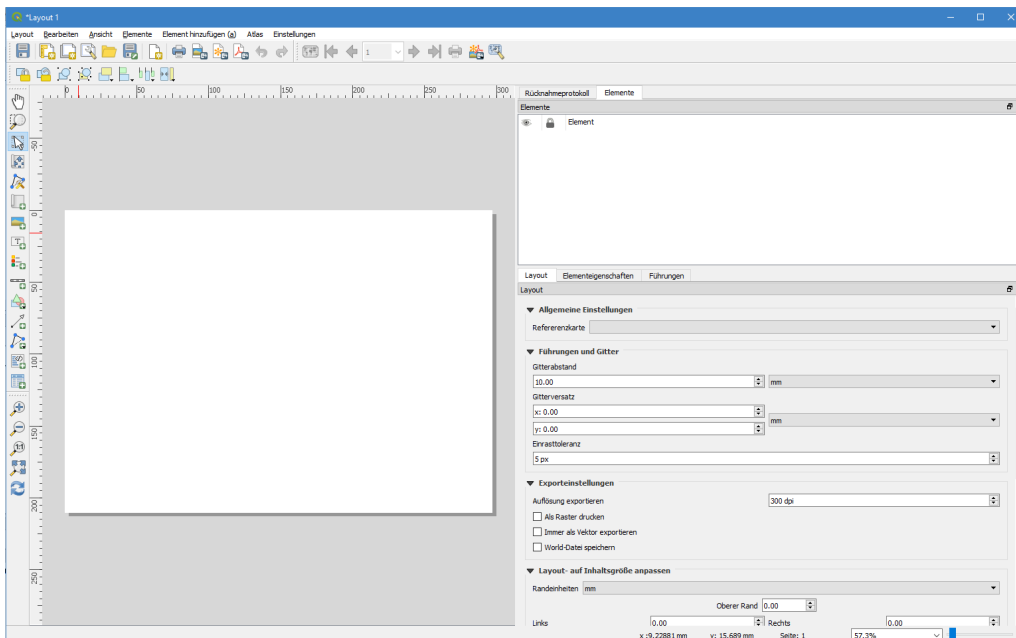 *Layout 1
Layout Bearbeiten Ansicht Elemente Element hinzufügen (a) Atlas Einstellungen
1
0 50 100 150 200 250 300
-50
0
50
100
150
200
250
Rücknahmeprotokoll Elemente
Elemente
Element
Layout Elementeigenschaften Führungen
Layout
Allgemeine Einstellungen
Refererenzkarte
Führungen und Gitter
Gitterabstand
10.00 mm
Gitterversatz
x: 0.00
mm
y: 0.00
Einrasttoleranz
5 px
Exporteinstellungen
Auflösung exportieren 300 dpi
Als Raster drucken
Immer als Vektor exportieren
World-Datei speichern
Layout- auf Inhaltsgröße anpassen
Randeinheiten mm
Oberer Rand 0.00
Links 0.00 Rechts 0.00
x :9.22881 mm y: 15.689 mm Seite: 1 57.3%